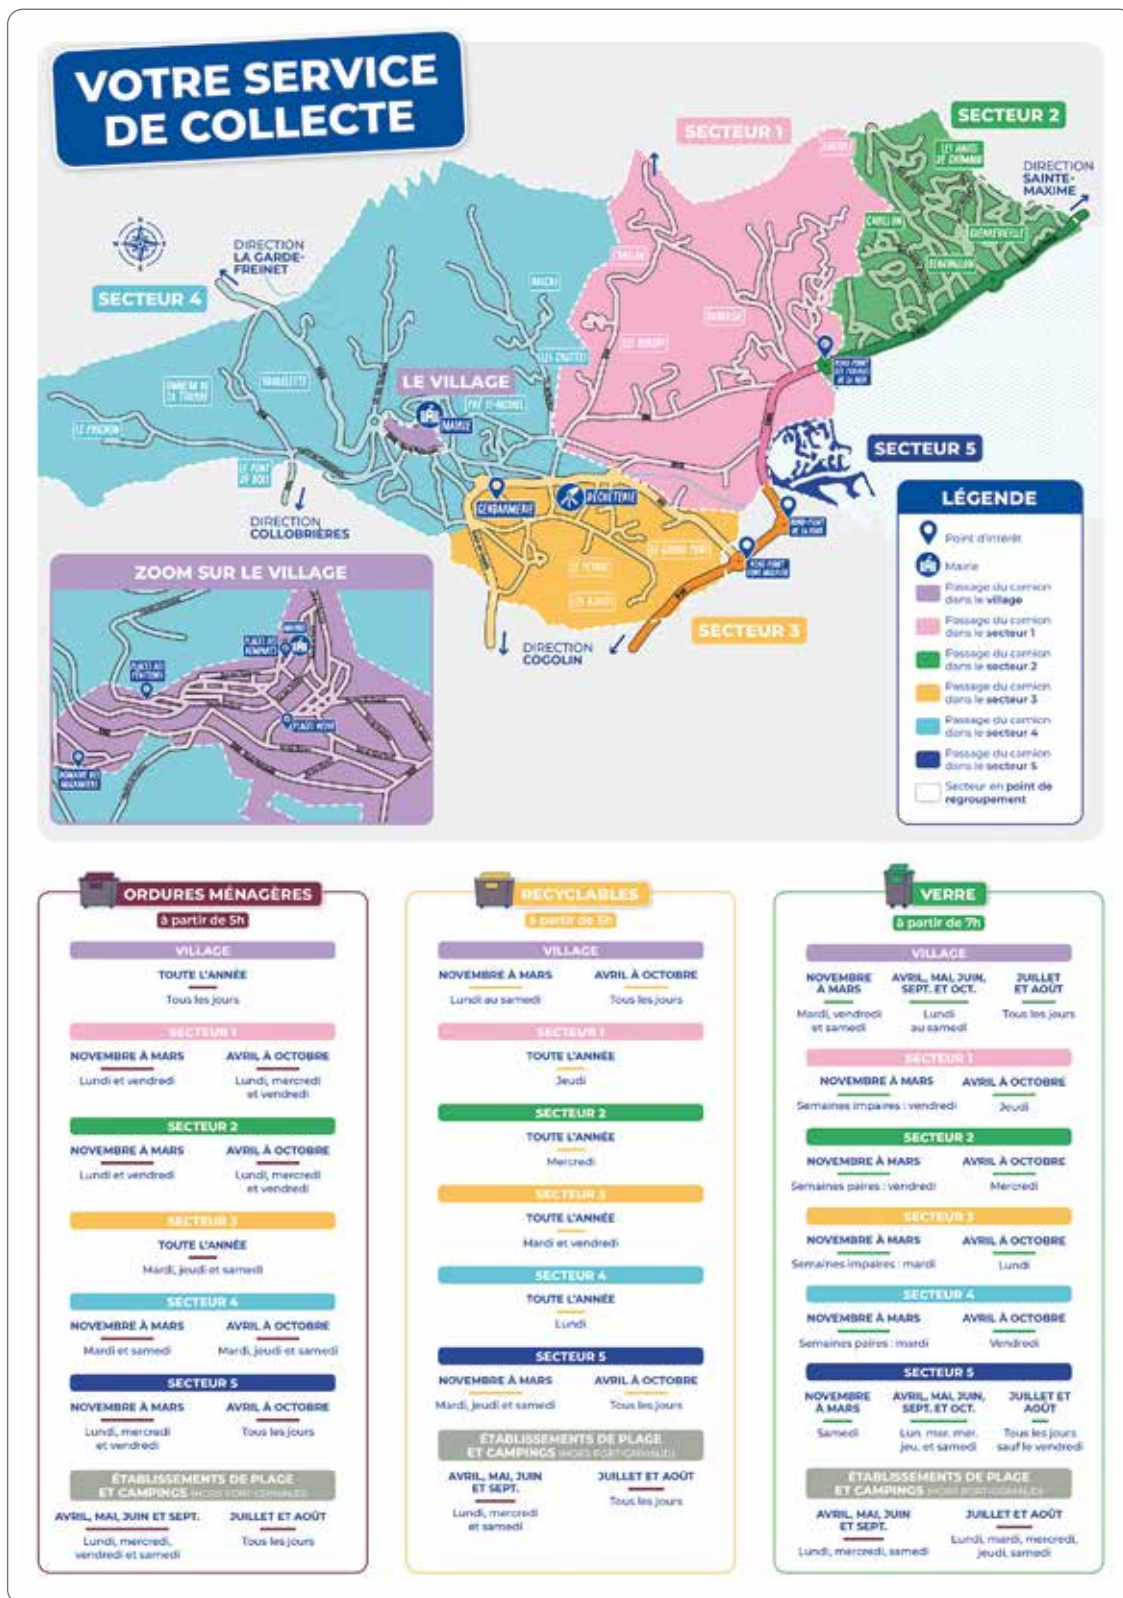 VOTRE SERVICE
DE COLLECTE
SECTEUR 1
SECTEUR 2
DIRECTION
SAINTE-
MAXIME
DIRECTION
LA GARDE-
FREINET
SECTEUR 4
LE VILLAGE
MAIRIE
SECTEUR 5
GENDARMERIE
DÉCHÈTERIE
DIRECTION
COLLOBRIÈRES
SECTEUR 3
DIRECTION
COGOLIN
ZOOM SUR LE VILLAGE
LÉGENDE
Point d'intérêt
Mairie
Passage du camion
dans le village
Passage du camion
dans le secteur 1
Passage du camion
dans le secteur 2
Passage du camion
dans le secteur 3
Passage du camion
dans le secteur 4
Passage du camion
dans le secteur 5
Secteur en point de
regroupement
ORDURES MÉNAGÈRES
à partir de 5h
VILLAGE
TOUTE L'ANNÉE
Tous les jours
SECTEUR 1
NOVEMBRE À MARS
Lundi et vendredi
AVRIL À OCTOBRE
Lundi, mercredi
et vendredi
SECTEUR 2
NOVEMBRE À MARS
Lundi et vendredi
AVRIL À OCTOBRE
Lundi, mercredi
et vendredi
SECTEUR 3
TOUTE L'ANNÉE
Mardi, jeudi et samedi
SECTEUR 4
NOVEMBRE À MARS
Mardi et samedi
AVRIL À OCTOBRE
Mardi, jeudi et samedi
SECTEUR 5
NOVEMBRE À MARS
Lundi, mercredi
et vendredi
AVRIL À OCTOBRE
Tous les jours
ÉTABLISSEMENTS DE PLAGE
ET CAMPINGS (HORS PORT-GRIMAUD)
AVRIL, MAI, JUIN ET SEPT.
Lundi, mercredi,
vendredi et samedi
JUILLET ET AOÛT
Tous les jours
RECYCLABLES
à partir de 5h
VILLAGE
NOVEMBRE À MARS
Lundi au samedi
AVRIL À OCTOBRE
Tous les jours
SECTEUR 1
TOUTE L'ANNÉE
Jeudi
SECTEUR 2
TOUTE L'ANNÉE
Mercredi
SECTEUR 3
TOUTE L'ANNÉE
Mardi et vendredi
SECTEUR 4
TOUTE L'ANNÉE
Lundi
SECTEUR 5
NOVEMBRE À MARS
Mardi, jeudi et samedi
AVRIL À OCTOBRE
Tous les jours
ÉTABLISSEMENTS DE PLAGE
ET CAMPINGS (HORS PORT-GRIMAUD)
AVRIL, MAI, JUIN
ET SEPT.
Lundi, mercredi
et samedi
JUILLET ET AOÛT
Tous les jours
VERRE
à partir de 7h
VILLAGE
NOVEMBRE
À MARS
Mardi, vendredi
et samedi
AVRIL, MAI, JUIN,
SEPT. ET OCT.
Lundi
au samedi
JUILLET
ET AOÛT
Tous les jours
SECTEUR 1
NOVEMBRE À MARS
Semaines impaires : vendredi
AVRIL À OCTOBRE
Jeudi
SECTEUR 2
NOVEMBRE À MARS
Semaines paires : vendredi
AVRIL À OCTOBRE
Mercredi
SECTEUR 3
NOVEMBRE À MARS
Semaines impaires : mardi
AVRIL À OCTOBRE
Lundi
SECTEUR 4
NOVEMBRE À MARS
Semaines paires : mardi
AVRIL À OCTOBRE
Vendredi
SECTEUR 5
NOVEMBRE
À MARS
Samedi
AVRIL, MAI, JUIN,
SEPT. ET OCT.
Lun. mar. mer.
jeu. et samedi
JUILLET ET
AOÛT
Tous les jours
sauf le vendredi
ÉTABLISSEMENTS DE PLAGE
ET CAMPINGS (HORS PORT-GRIMAUD)
AVRIL, MAI, JUIN
ET SEPT.
Lundi, mercredi, samedi
JUILLET ET AOÛT
Lundi, mardi, mercredi,
jeudi, samedi